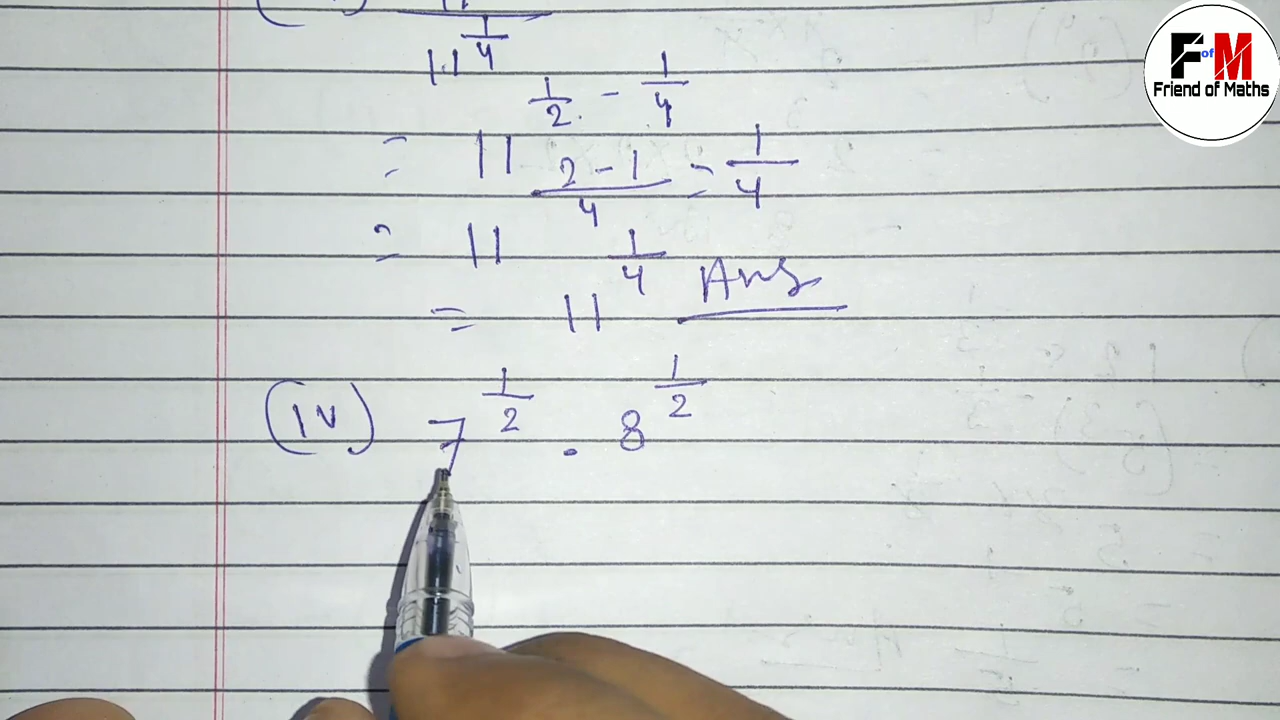 F of M
Friend of Maths
11^{1/4}
= 11^{1/2 - 1/4}
= 11^{(2-1)/4 = 1/4}
= 11^{1/4} Ans
(IV) 7^{1/2} . 8^{1/2}